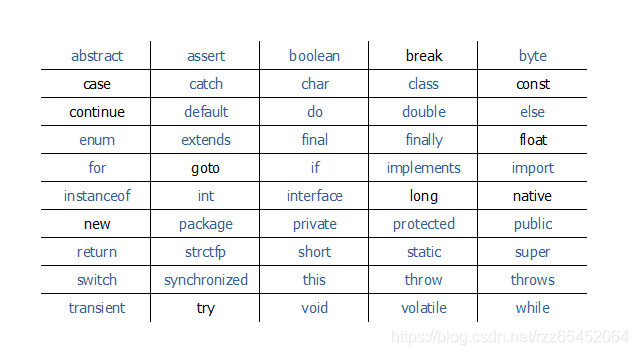 abstract assert boolean break byte
case catch char class const
continue default do double else
enum extends final finally float
for goto if implements import
instanceof int interface long native
new package private protected public
return strctfp short static super
switch synchronized this throw throws
transient try void volatile while
https://blog.csdn.net/rzz65452064